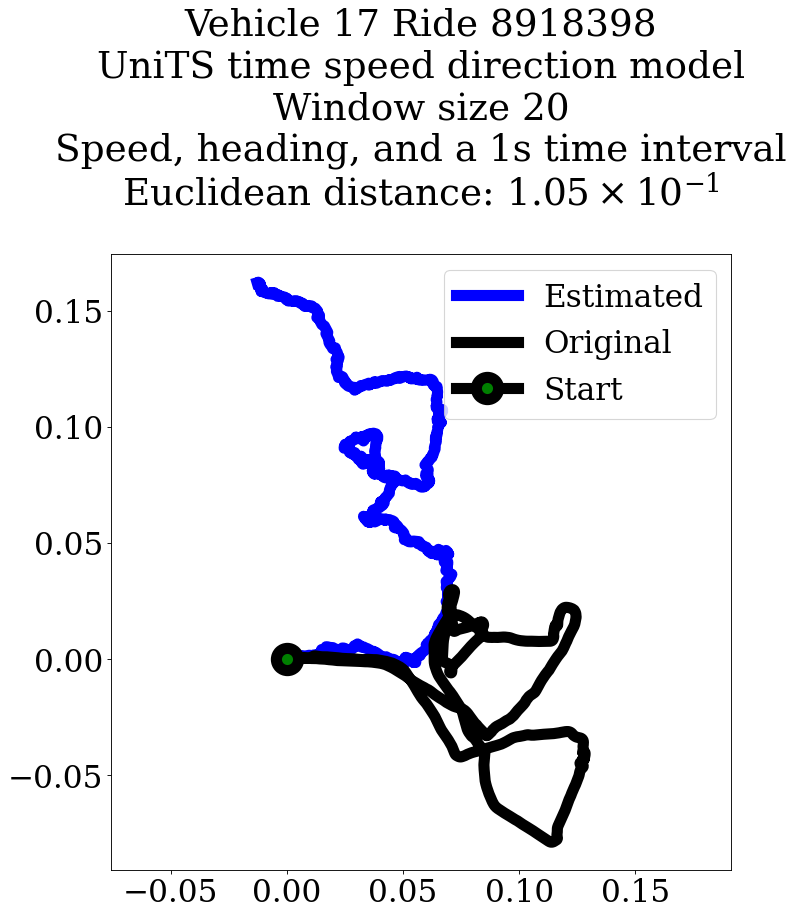 Vehicle 17 Ride 8918398
UniTS time speed direction model
Window size 20
Speed, heading, and a 1s time interval
Euclidean distance: 1.05 × 10⁻¹
Estimated
Original
Start
0.15
0.10
0.05
0.00
−0.05
−0.05 0.00 0.05 0.10 0.15